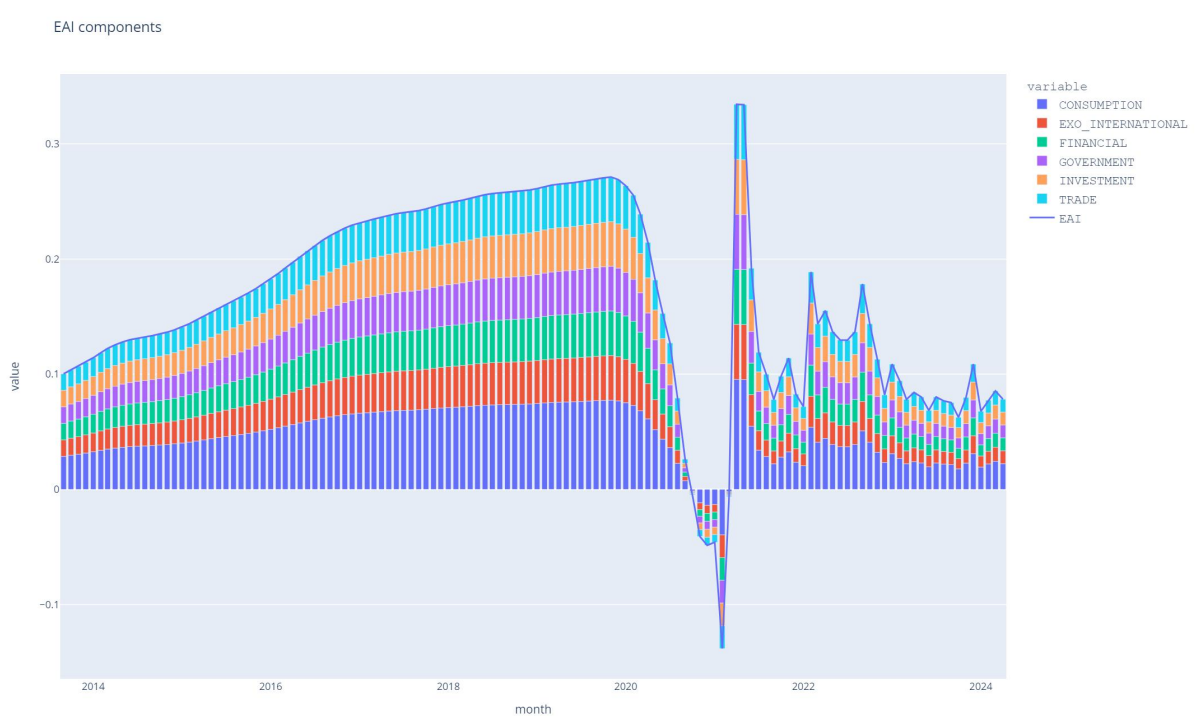 EAI components
variable
CONSUMPTION
EXO_INTERNATIONAL
FINANCIAL
GOVERNMENT
INVESTMENT
TRADE
EAI
0.3
0.2
0.1
0
−0.1
value
2014 2016 2018 2020 2022 2024
month